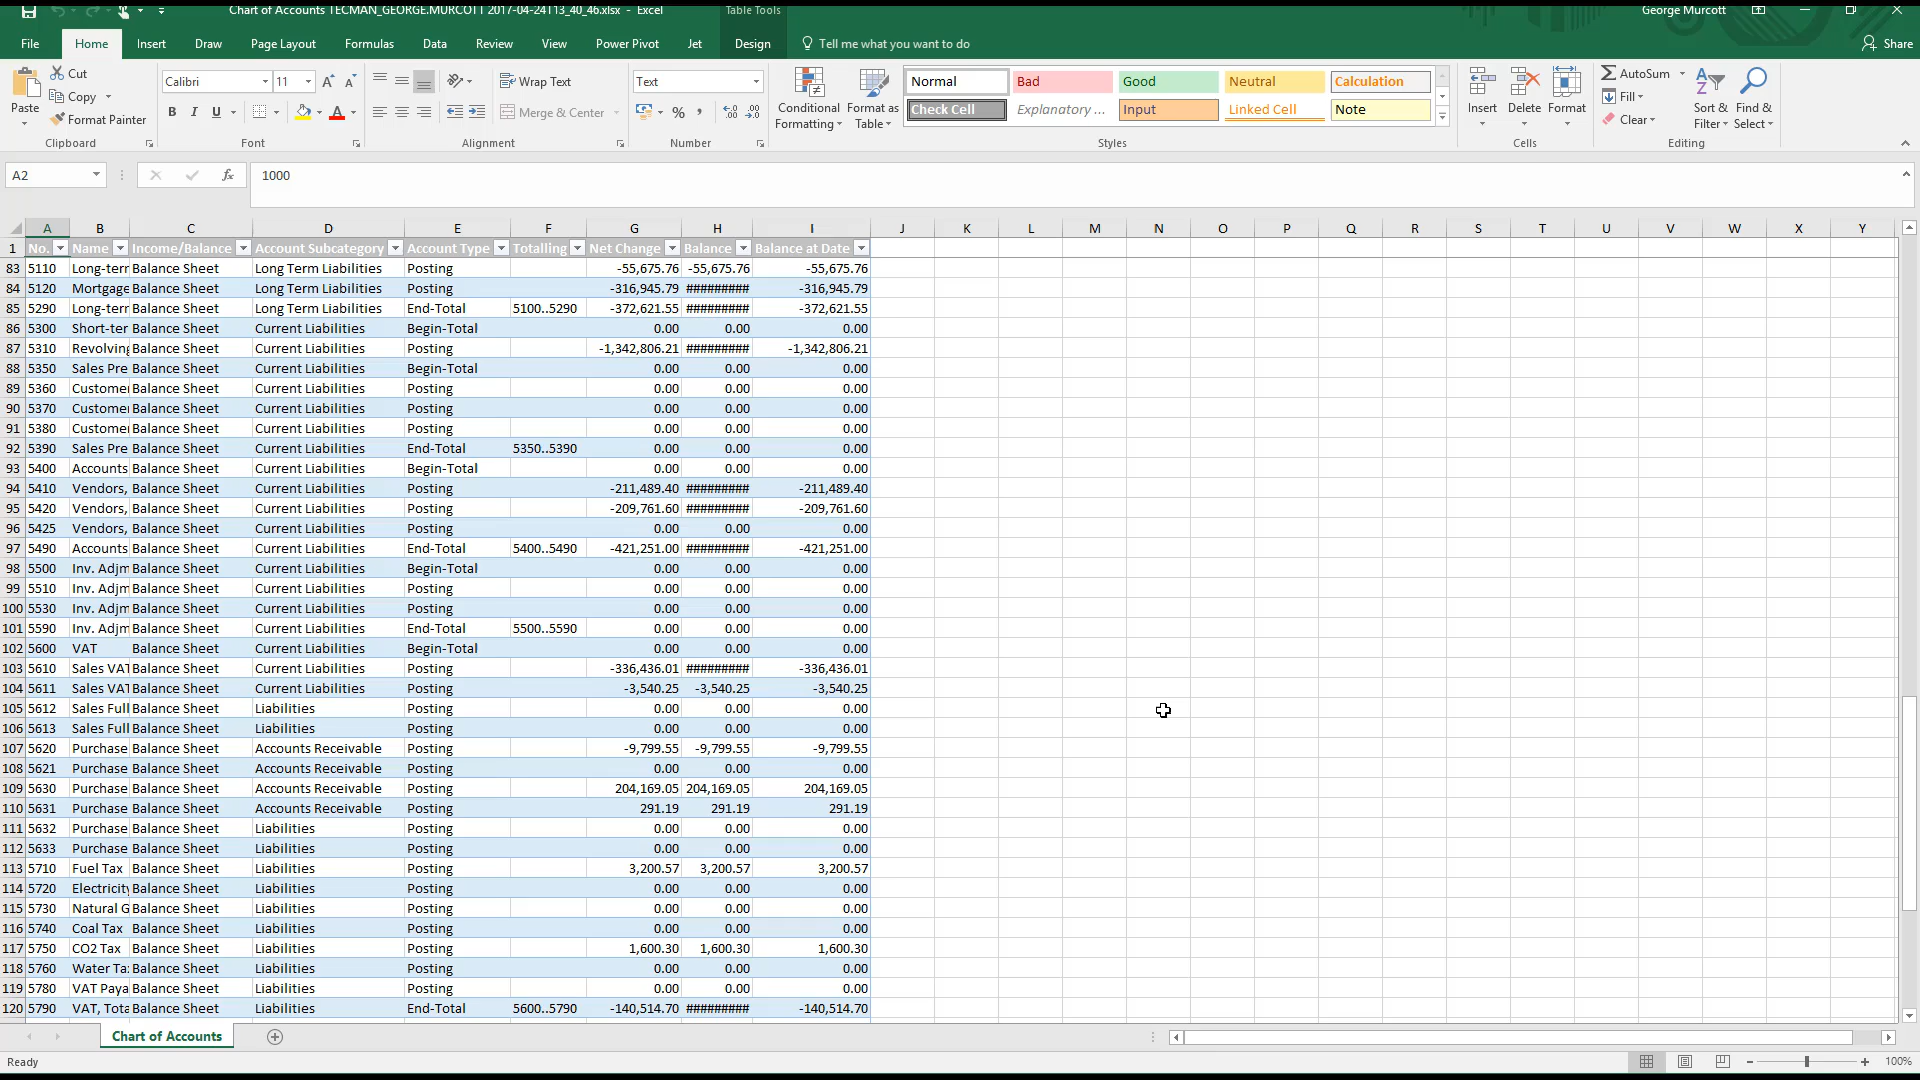 Chart of Accounts TECMAN_GEORGE.MURCOTT 2017-04-24T13_40_46.xlsx - Excel
Table Tools
George Murcott
File Home Insert Draw Page Layout Formulas Data Review View Power Pivot Jet Design Tell me what you want to do Share
Paste
Cut
Copy
Format Painter
Clipboard
Calibri 11
B I U
Font
Wrap Text
Merge & Center
Alignment
Text
Number
Conditional Formatting
Format as Table
Normal Bad Good Neutral Calculation
Check Cell Explanatory ... Input Linked Cell Note
Styles
Insert Delete Format
Cells
AutoSum
Fill
Clear
Sort & Filter
Find & Select
Editing
A2 fx 1000
A B C D E F G H I J K L M N O P Q R S T U V W X Y
1 No. Name Income/Balance Account Subcategory Account Type Totalling Net Change Balance Balance at Date
83 5110 Long-terr Balance Sheet Long Term Liabilities Posting -55,675.76 -55,675.76 -55,675.76
84 5120 Mortgage Balance Sheet Long Term Liabilities Posting -316,945.79 ######### -316,945.79
85 5290 Long-terr Balance Sheet Long Term Liabilities End-Total 5100..5290 -372,621.55 ######### -372,621.55
86 5300 Short-ter Balance Sheet Current Liabilities Begin-Total 0.00 0.00 0.00
87 5310 Revolving Balance Sheet Current Liabilities Posting -1,342,806.21 ######### -1,342,806.21
88 5350 Sales Pre Balance Sheet Current Liabilities Begin-Total 0.00 0.00 0.00
89 5360 Custome Balance Sheet Current Liabilities Posting 0.00 0.00 0.00
90 5370 Custome Balance Sheet Current Liabilities Posting 0.00 0.00 0.00
91 5380 Custome Balance Sheet Current Liabilities Posting 0.00 0.00 0.00
92 5390 Sales Pre Balance Sheet Current Liabilities End-Total 5350..5390 0.00 0.00 0.00
93 5400 Accounts Balance Sheet Current Liabilities Begin-Total 0.00 0.00 0.00
94 5410 Vendors, Balance Sheet Current Liabilities Posting -211,489.40 ######### -211,489.40
95 5420 Vendors, Balance Sheet Current Liabilities Posting -209,761.60 ######### -209,761.60
96 5425 Vendors, Balance Sheet Current Liabilities Posting 0.00 0.00 0.00
97 5490 Accounts Balance Sheet Current Liabilities End-Total 5400..5490 -421,251.00 ######### -421,251.00
98 5500 Inv. Adjm Balance Sheet Current Liabilities Begin-Total 0.00 0.00 0.00
99 5510 Inv. Adjm Balance Sheet Current Liabilities Posting 0.00 0.00 0.00
100 5530 Inv. Adjm Balance Sheet Current Liabilities Posting 0.00 0.00 0.00
101 5590 Inv. Adjm Balance Sheet Current Liabilities End-Total 5500..5590 0.00 0.00 0.00
102 5600 VAT Balance Sheet Current Liabilities Begin-Total 0.00 0.00 0.00
103 5610 Sales VAT Balance Sheet Current Liabilities Posting -336,436.01 ######### -336,436.01
104 5611 Sales VAT Balance Sheet Current Liabilities Posting -3,540.25 -3,540.25 -3,540.25
105 5612 Sales Full Balance Sheet Liabilities Posting 0.00 0.00 0.00
106 5613 Sales Full Balance Sheet Liabilities Posting 0.00 0.00 0.00
107 5620 Purchase Balance Sheet Accounts Receivable Posting -9,799.55 -9,799.55 -9,799.55
108 5621 Purchase Balance Sheet Accounts Receivable Posting 0.00 0.00 0.00
109 5630 Purchase Balance Sheet Accounts Receivable Posting 204,169.05 204,169.05 204,169.05
110 5631 Purchase Balance Sheet Accounts Receivable Posting 291.19 291.19 291.19
111 5632 Purchase Balance Sheet Liabilities Posting 0.00 0.00 0.00
112 5633 Purchase Balance Sheet Liabilities Posting 0.00 0.00 0.00
113 5710 Fuel Tax Balance Sheet Liabilities Posting 3,200.57 3,200.57 3,200.57
114 5720 Electricity Balance Sheet Liabilities Posting 0.00 0.00 0.00
115 5730 Natural G Balance Sheet Liabilities Posting 0.00 0.00 0.00
116 5740 Coal Tax Balance Sheet Liabilities Posting 0.00 0.00 0.00
117 5750 CO2 Tax Balance Sheet Liabilities Posting 1,600.30 1,600.30 1,600.30
118 5760 Water Ta Balance Sheet Liabilities Posting 0.00 0.00 0.00
119 5780 VAT Paya Balance Sheet Liabilities Posting 0.00 0.00 0.00
120 5790 VAT, Tota Balance Sheet Liabilities End-Total 5600..5790 -140,514.70 ######### -140,514.70
Chart of Accounts
Ready
100%